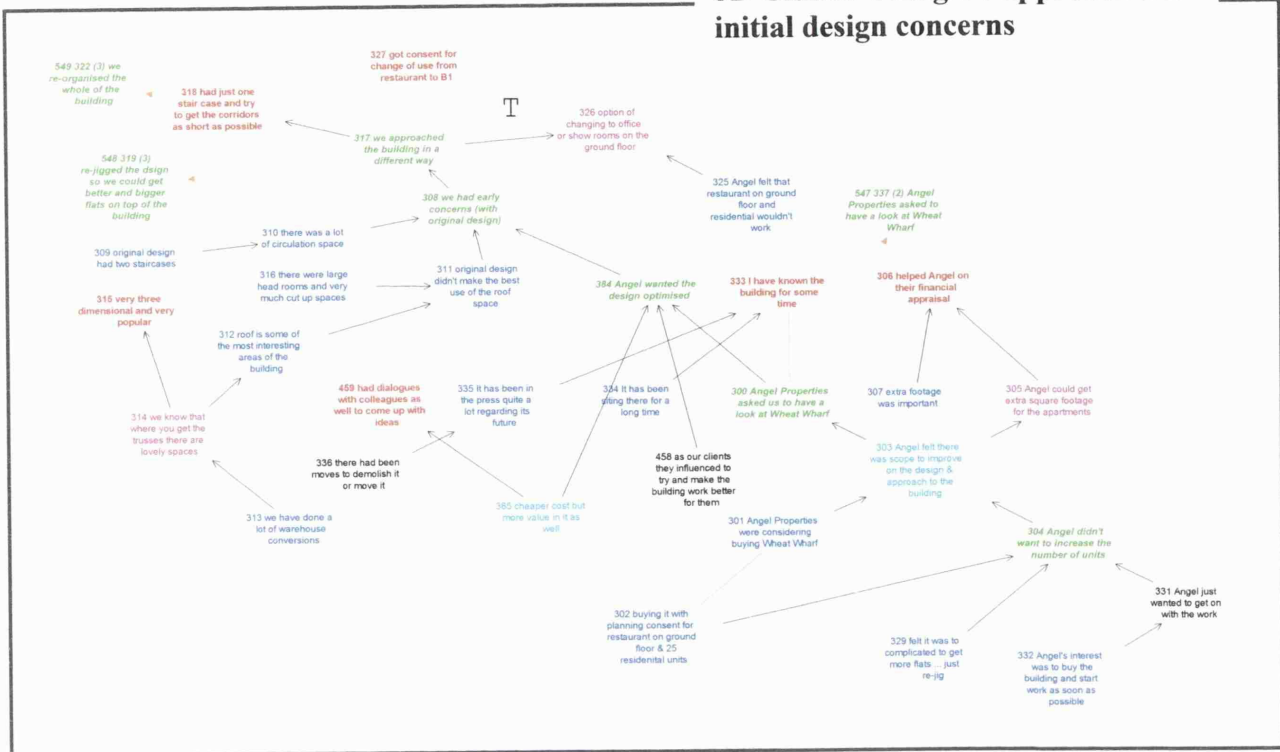 initial design concerns
327 got consent for
change of use from
restaurant to B1
549 322 (3) we
re-organised the
whole of the
building
318 had just one
stair case and try
to get the corridors
as short as possible
T
326 option of
changing to office
or show rooms on the
ground floor
317 we approached
the building in a
different way
548 319 (3)
re-jigged the dsign
so we could get
better and bigger
flats on top of the
building
325 Angel felt that
restaurant on ground
floor and
residential wouldn't
work
547 337 (2) Angel
Properties asked to
have a look at Wheat
Wharf
308 we had early
concerns (with
original design)
310 there was a lot
of circulation space
309 original design
had two staircases
316 there were large
head rooms and very
much cut up spaces
311 original design
didn't make the best
use of the roof
space
364 Angel wanted the
design optimised
333 I have known the
building for some
time
306 helped Angel on
their financial
appraisal
315 very three
dimensional and very
popular
312 roof is some of
the most interesting
areas of the
building
459 had dialogues
with colleagues as
well to come up with
ideas
335 It has been in
the press quite a
lot regarding its
future
334 It has been
siting there for a
long time
300 Angel Properties
asked us to have a
look at Wheat Wharf
307 extra footage
was important
305 Angel could get
extra square footage
for the apartments
314 we know that
where you get the
trusses there are
lovely spaces
336 there had been
moves to demolish it
or move it
458 as our clients
they influenced to
try and make the
building work better
for them
303 Angel felt there
was scope to improve
on the design &
approach to the
building
313 we have done a
lot of warehouse
conversions
365 cheaper cost but
more value in it as
well
301 Angel Properties
were considering
buying Wheat Wharf
304 Angel didn't
want to increase the
number of units
331 Angel just
wanted to get on
with the work
302 buying it with
planning consent for
restaurant on ground
floor & 25
residenital units
329 felt it was to
complicated to get
more flats ... just
re-jig
332 Angel's interest
was to buy the
building and start
work as soon as
possible